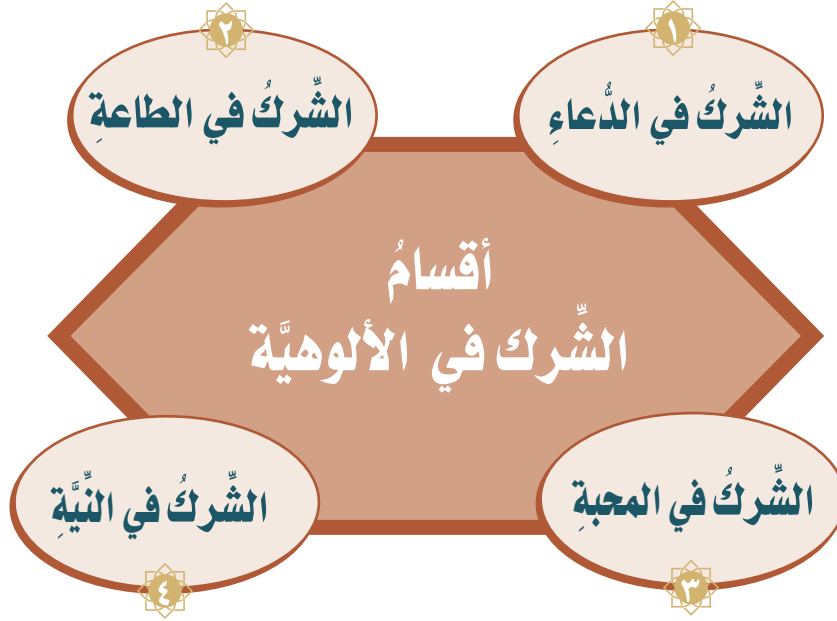 أقسامُ
الشِّرك في الألوهيَّة
١
الشِّركُ في الدُّعاءِ
٢
الشِّركُ في الطاعةِ
٣
الشِّركُ في المحبةِ
٤
الشِّركُ في النِّيَّةِ